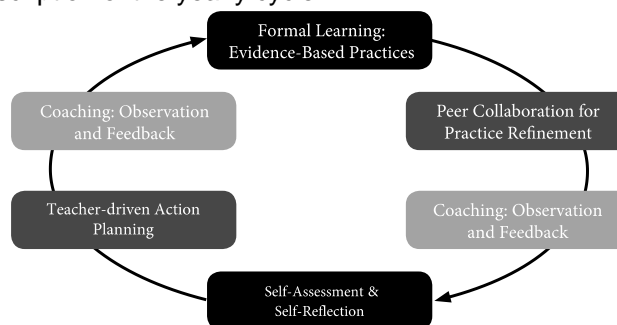 Formal Learning:
Evidence-Based Practices
Coaching: Observation
and Feedback
Peer Collaboration for
Practice Refinement
Teacher-driven Action
Planning
Coaching: Observation
and Feedback
Self-Assessment &
Self-Reflection